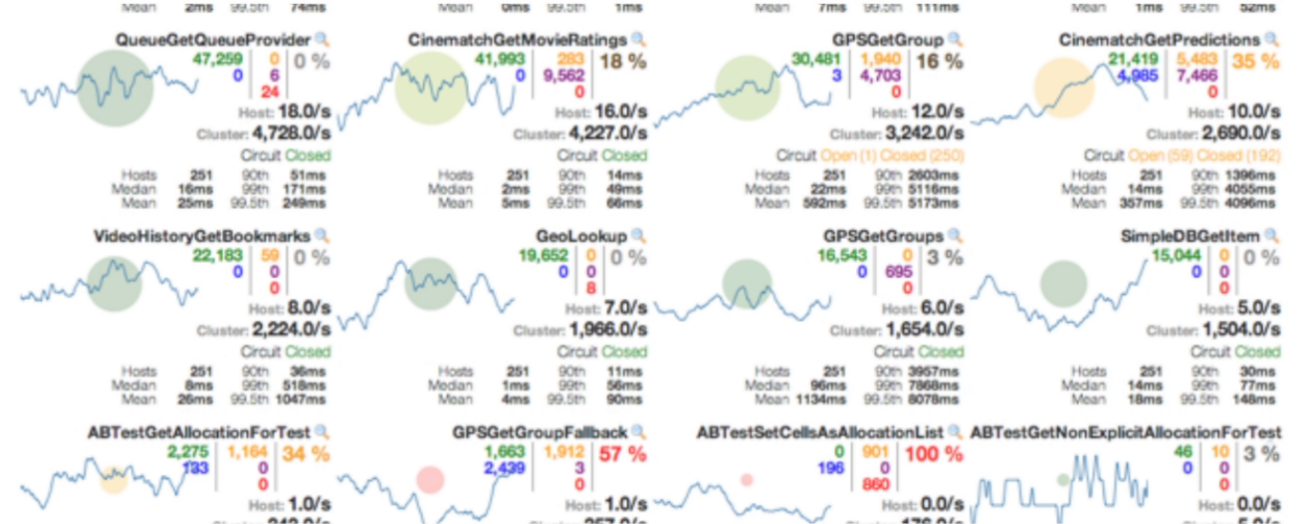 Mean 2ms 99.5th 74ms Mean 0ms 99.5th 1ms Mean 7ms 99.5th 111ms Mean 1ms 99.5th 52ms
QueueGetQueueProvider CinematchGetMovieRatings GPSGetGroup CinematchGetPredictions
47,259 0 0 % 41,993 283 18 % 30,481 1,940 16 % 21,419 5,483 35 %
0 6 0 9,562 3 4,703 4,985 7,466
24 0 0 0
Host: 18.0/s Host: 16.0/s Host: 12.0/s Host: 10.0/s
Cluster: 4,728.0/s Cluster: 4,227.0/s Cluster: 3,242.0/s Cluster: 2,690.0/s
Circuit Closed Circuit Closed Circuit Open (1) Closed (250) Circuit Open (59) Closed (192)
Hosts 251 90th 51ms Hosts 251 90th 14ms Hosts 251 90th 2603ms Hosts 251 90th 1396ms
Median 16ms 99th 171ms Median 2ms 99th 49ms Median 22ms 99th 5116ms Median 14ms 99th 4055ms
Mean 25ms 99.5th 249ms Mean 5ms 99.5th 66ms Mean 592ms 99.5th 5173ms Mean 357ms 99.5th 4096ms
VideoHistoryGetBookmarks GeoLookup GPSGetGroups SimpleDBGetItem
22,183 59 0 % 19,652 0 0 % 16,543 0 3 % 15,044 0 0 %
0 0 0 0 0 695 0 0
0 8 0 0
Host: 8.0/s Host: 7.0/s Host: 6.0/s Host: 5.0/s
Cluster: 2,224.0/s Cluster: 1,966.0/s Cluster: 1,654.0/s Cluster: 1,504.0/s
Circuit Closed Circuit Closed Circuit Closed Circuit Closed
Hosts 251 90th 36ms Hosts 251 90th 11ms Hosts 251 90th 3957ms Hosts 251 90th 30ms
Median 8ms 99th 518ms Median 1ms 99th 56ms Median 96ms 99th 7868ms Median 14ms 99th 77ms
Mean 26ms 99.5th 1047ms Mean 4ms 99.5th 90ms Mean 1134ms 99.5th 8078ms Mean 18ms 99.5th 148ms
ABTestGetAllocationForTest GPSGetGroupFallback ABTestSetCellsAsAllocationList ABTestGetNonExplicitAllocationForTest
2,275 1,164 34 % 1,663 1,912 57 % 0 901 100 % 46 10 3 %
133 0 2,439 3 196 0 0 0
0 0 860 0
Host: 1.0/s Host: 1.0/s Host: 0.0/s Host: 0.0/s